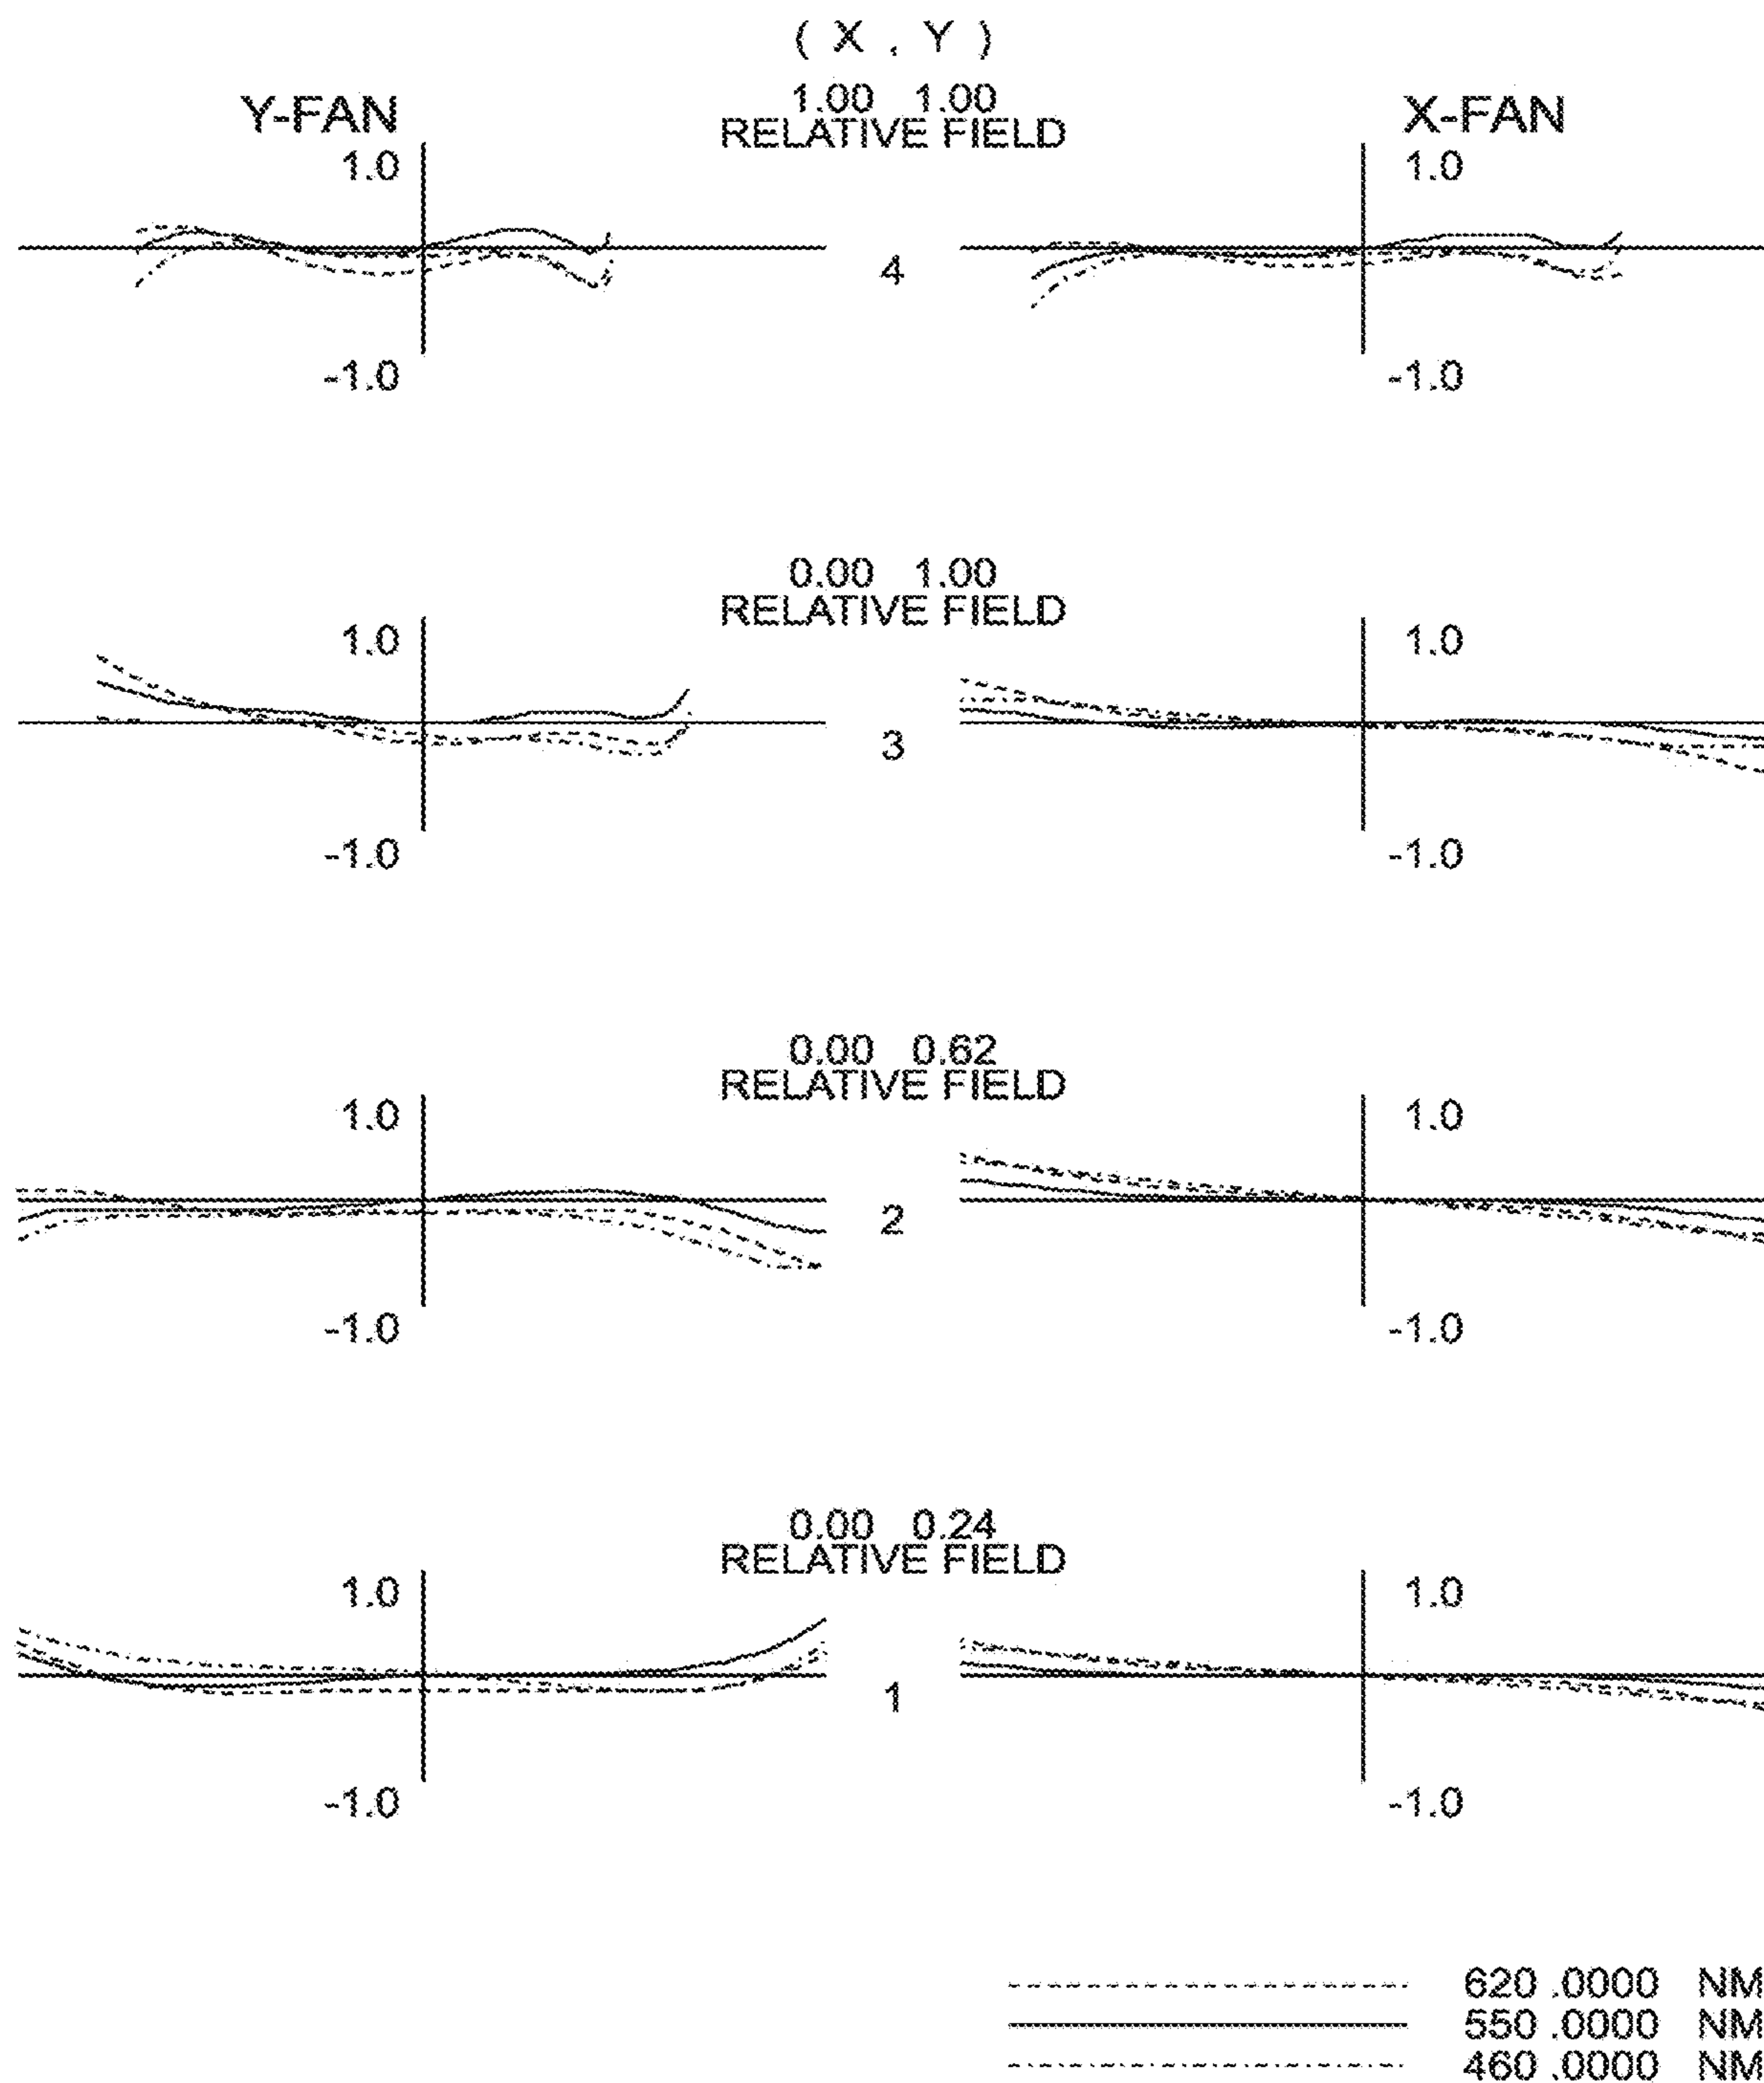 ( X , Y )
1.00 1.00
Y-FAN RELATIVE FIELD X-FAN
1.0 1.0
4
-1.0 -1.0
0.00 1.00
RELATIVE FIELD
1.0 1.0
3
-1.0 -1.0
0.00 0.62
RELATIVE FIELD
1.0 1.0
2
-1.0 -1.0
0.00 0.24
RELATIVE FIELD
1.0 1.0
1
-1.0 -1.0
620 .0000 NM
550 .0000 NM
460 .0000 NM